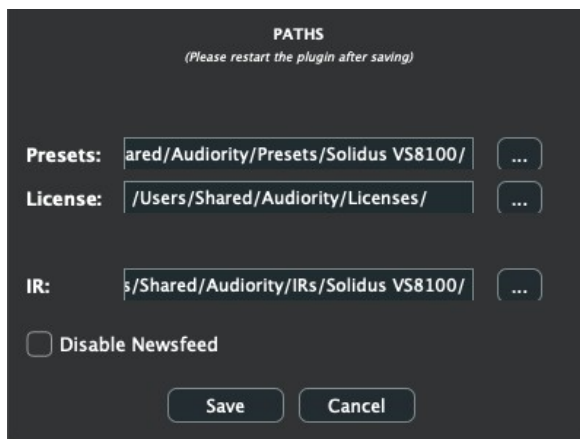 PATHS
(Please restart the plugin after saving)
Presets: ared/Audiority/Presets/Solidus VS8100/ ...
License: /Users/Shared/Audiority/Licenses/ ...
IR: s/Shared/Audiority/IRs/Solidus VS8100/ ...
Disable Newsfeed
Save Cancel